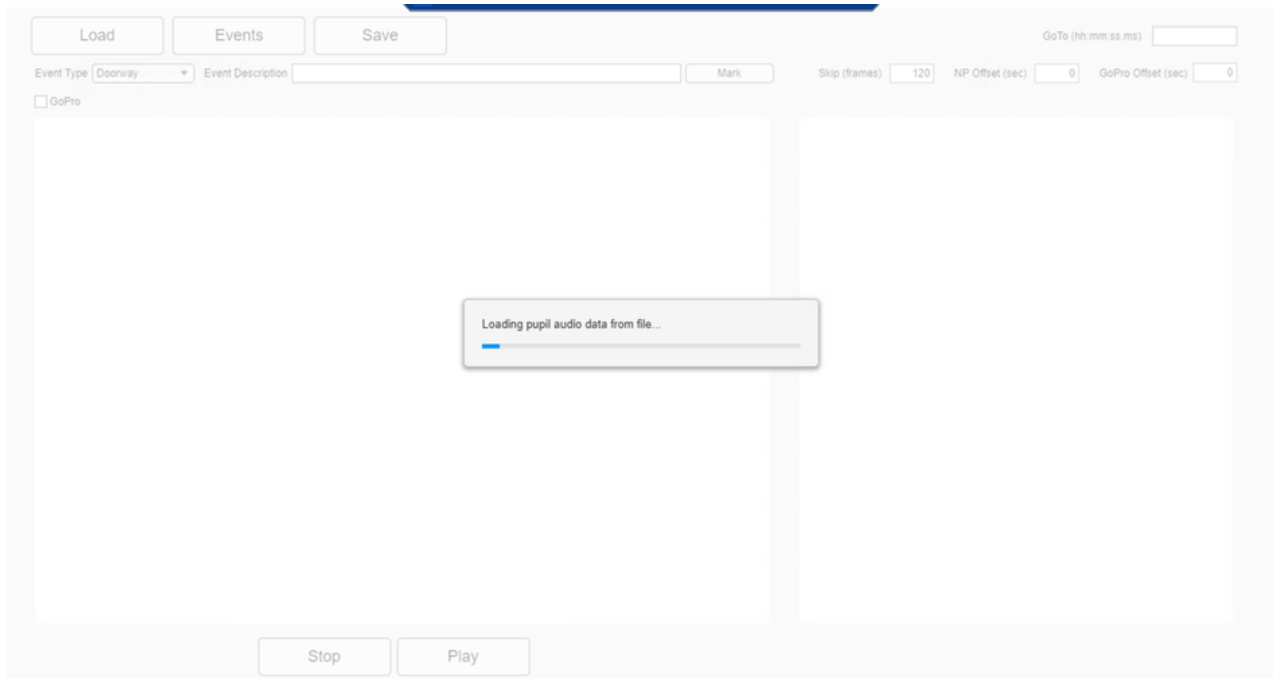 Load Events Save GoTo (hh:mm:ss.ms)
Event Type Doorway Event Description Mark Skip (frames) 120 NP Offset (sec) 0 GoPro Offset (sec) 0
GoPro
Loading pupil audio data from file...
Stop Play